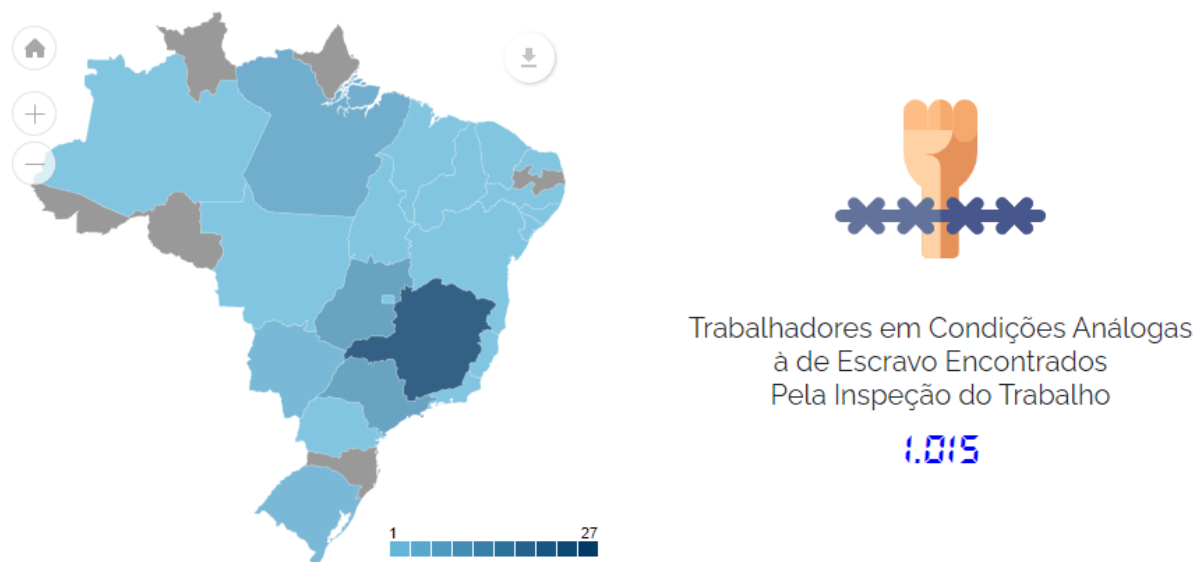 1
27
Trabalhadores em Condições Análogas
à de Escravo Encontrados
Pela Inspeção do Trabalho
1.015